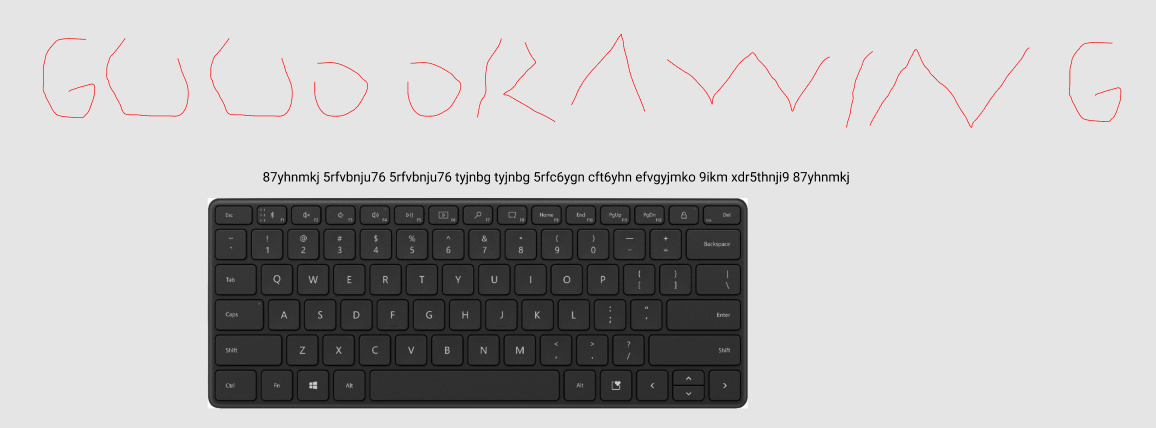 GUUDDRAWING
87yhnmkj 5rfvbnju76 5rfvbnju76 tyjnbg tyjnbg 5rfc6ygn cft6yhn efvgyjmko 9ikm xdr5thnji9 87yhnmkj
Esc F1 F2 F3 F4 F5 F6 F7 F8 Home F9 End F10 PgUp F11 PgDn F12 Del
~ ` ! 1 @ 2 # 3 $ 4 % 5 ^ 6 & 7 * 8 ( 9 ) 0 — - + = Backspace
Tab Q W E R T Y U I O P { [ } ] | \
Caps A S D F G H J K L : ; " ' Enter
Shift Z X C V B N M < , > . ? / Shift
Ctrl Fn Alt Alt